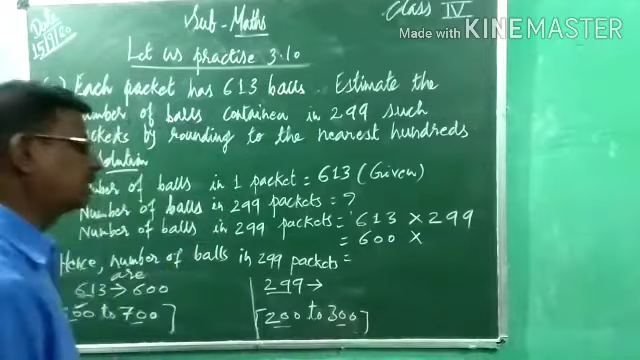 Date
15/9/20
Sub - Maths
Class IV
Made with KINEMASTER
Let us practise 3.10
Each packet has 613 balls. Estimate the
number of balls contained in 299 such
packets by rounding to the nearest hundreds
Solution
Number of balls in 1 packet = 613 (Given)
Number of balls in 299 packets = ?
Number of balls in 299 packets = 613 × 299
= 600 ×
Hence, number of balls in 299 packets =
are
613 → 600
00 to 700]
299 →
[200 to 300]